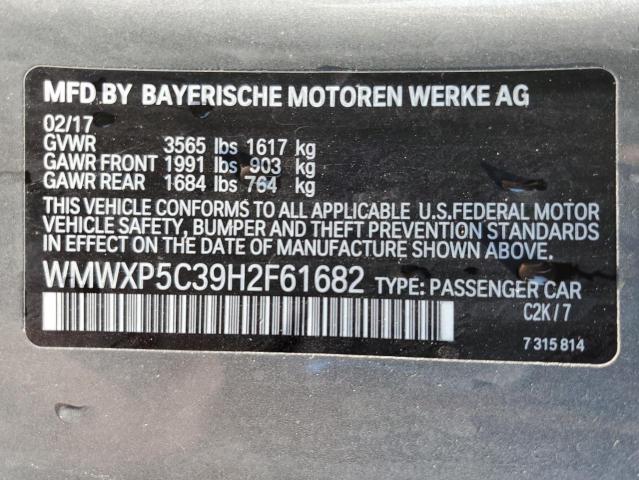 MFD BY BAYERISCHE MOTOREN WERKE AG
02/17
GVWR 3565 lbs 1617 kg
GAWR FRONT 1991 lbs 903 kg
GAWR REAR 1684 lbs 764 kg
THIS VEHICLE CONFORMS TO ALL APPLICABLE U.S.FEDERAL MOTOR
VEHICLE SAFETY, BUMPER AND THEFT PREVENTION STANDARDS
IN EFFECT ON THE DATE OF MANUFACTURE SHOWN ABOVE.
WMWXP5C39H2F61682 TYPE: PASSENGER CAR
C2K/7
7 315 814